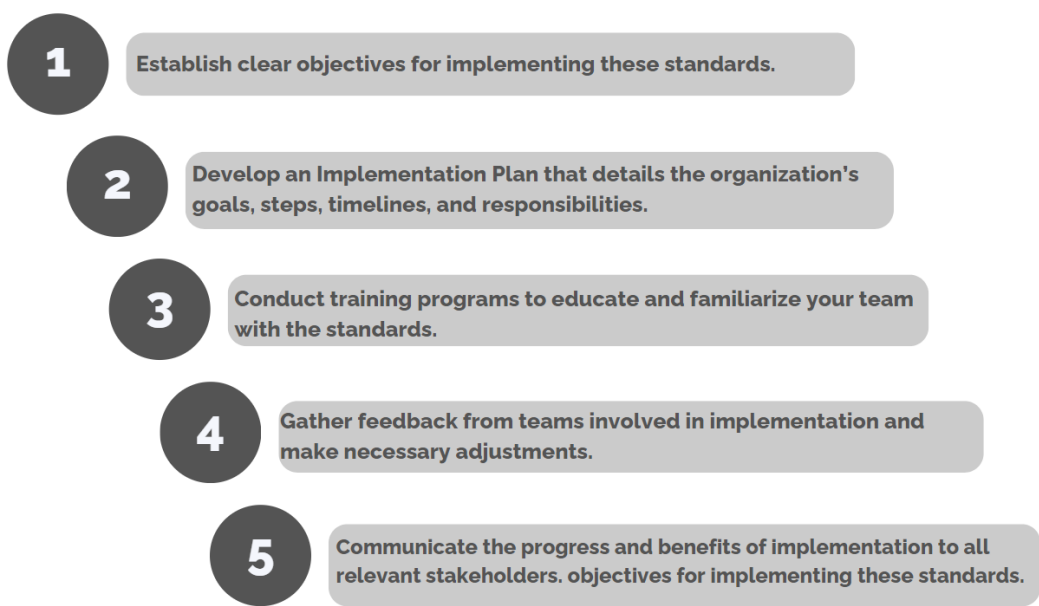 1
Establish clear objectives for implementing these standards.
2
Develop an Implementation Plan that details the organization's
goals, steps, timelines, and responsibilities.
3
Conduct training programs to educate and familiarize your team
with the standards.
4
Gather feedback from teams involved in implementation and
make necessary adjustments.
5
Communicate the progress and benefits of implementation to all
relevant stakeholders. objectives for implementing these standards.